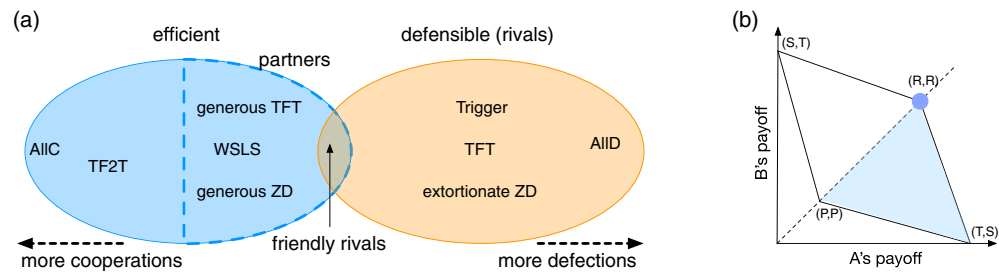 (a)
efficient
defensible (rivals)
partners
generous TFT
Trigger
AllC
TF2T
WSLS
TFT
AllD
generous ZD
extortionate ZD
friendly rivals
more cooperations
more defections
(b)
(S,T)
(R,R)
B's payoff
(P,P)
(T,S)
A's payoff